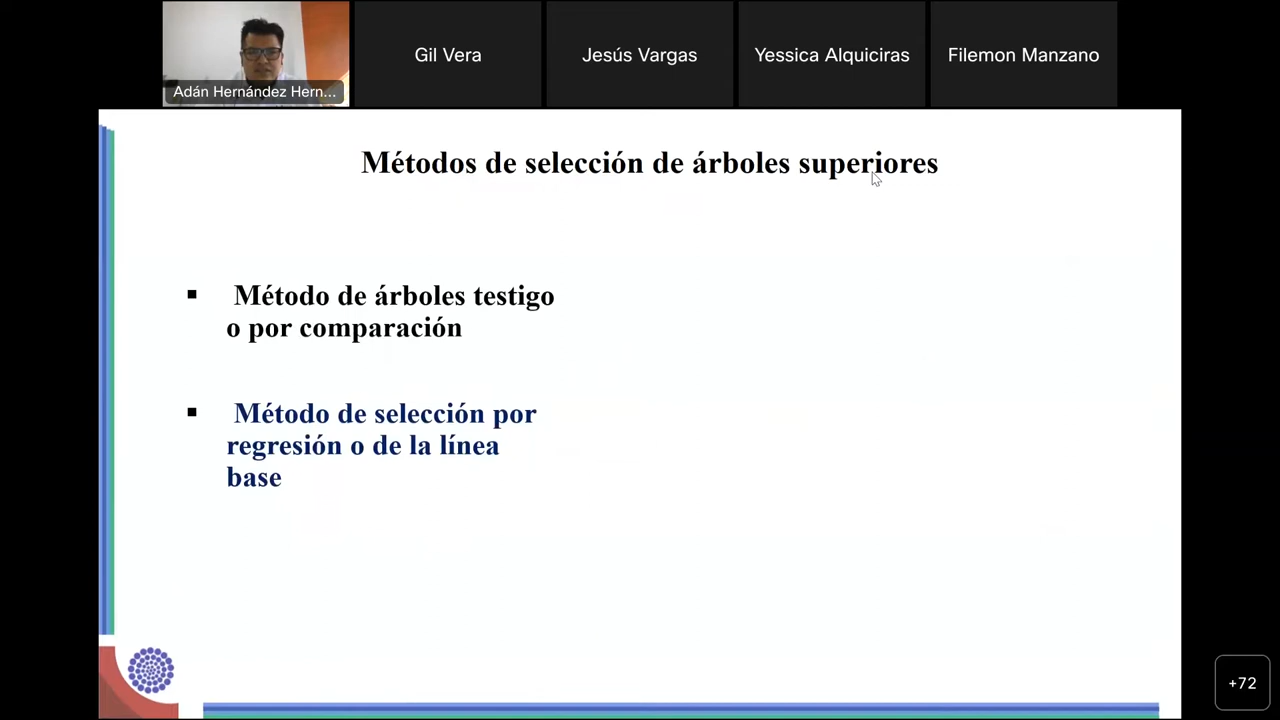 Adán Hernández Hern...
Gil Vera
Jesús Vargas
Yessica Alquiciras
Filemon Manzano
Métodos de selección de árboles superiores
▪ Método de árboles testigo
o por comparación
▪ Método de selección por
regresión o de la línea
base
+72